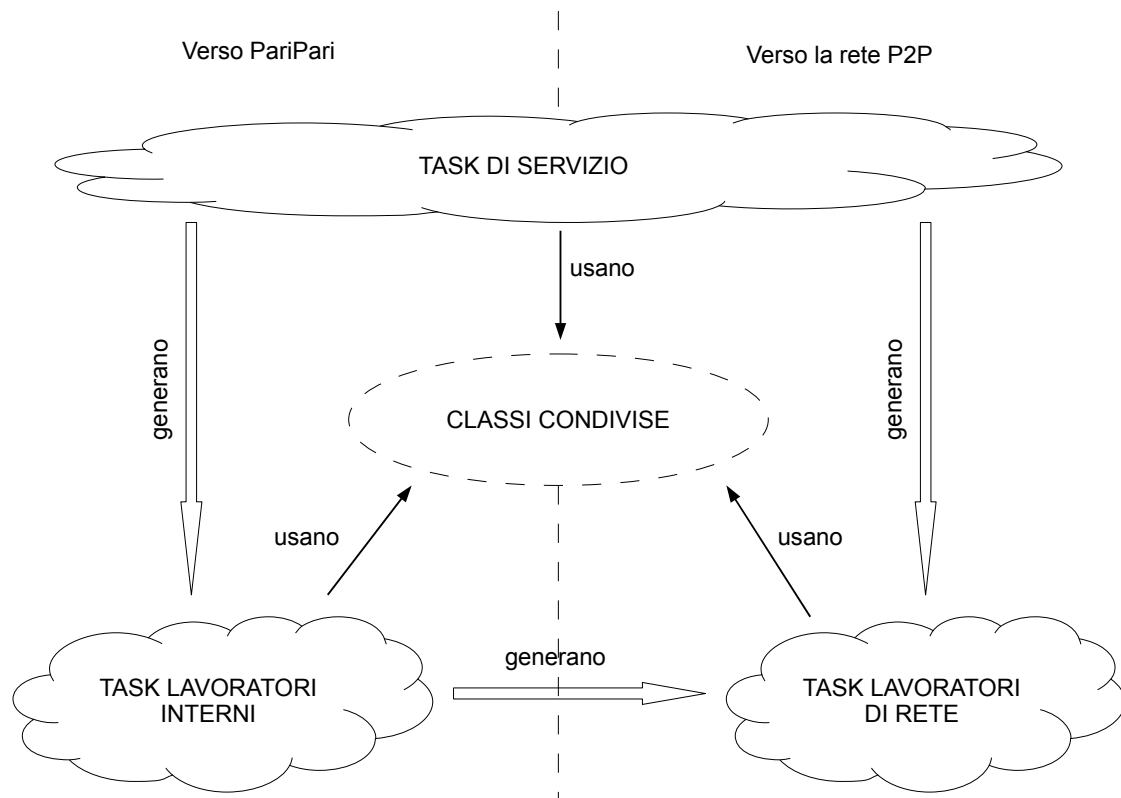 Verso PariPari
Verso la rete P2P
TASK DI SERVIZIO
usano
generano
generano
CLASSI CONDIVISE
usano
usano
generano
TASK LAVORATORI
INTERNI
TASK LAVORATORI
DI RETE